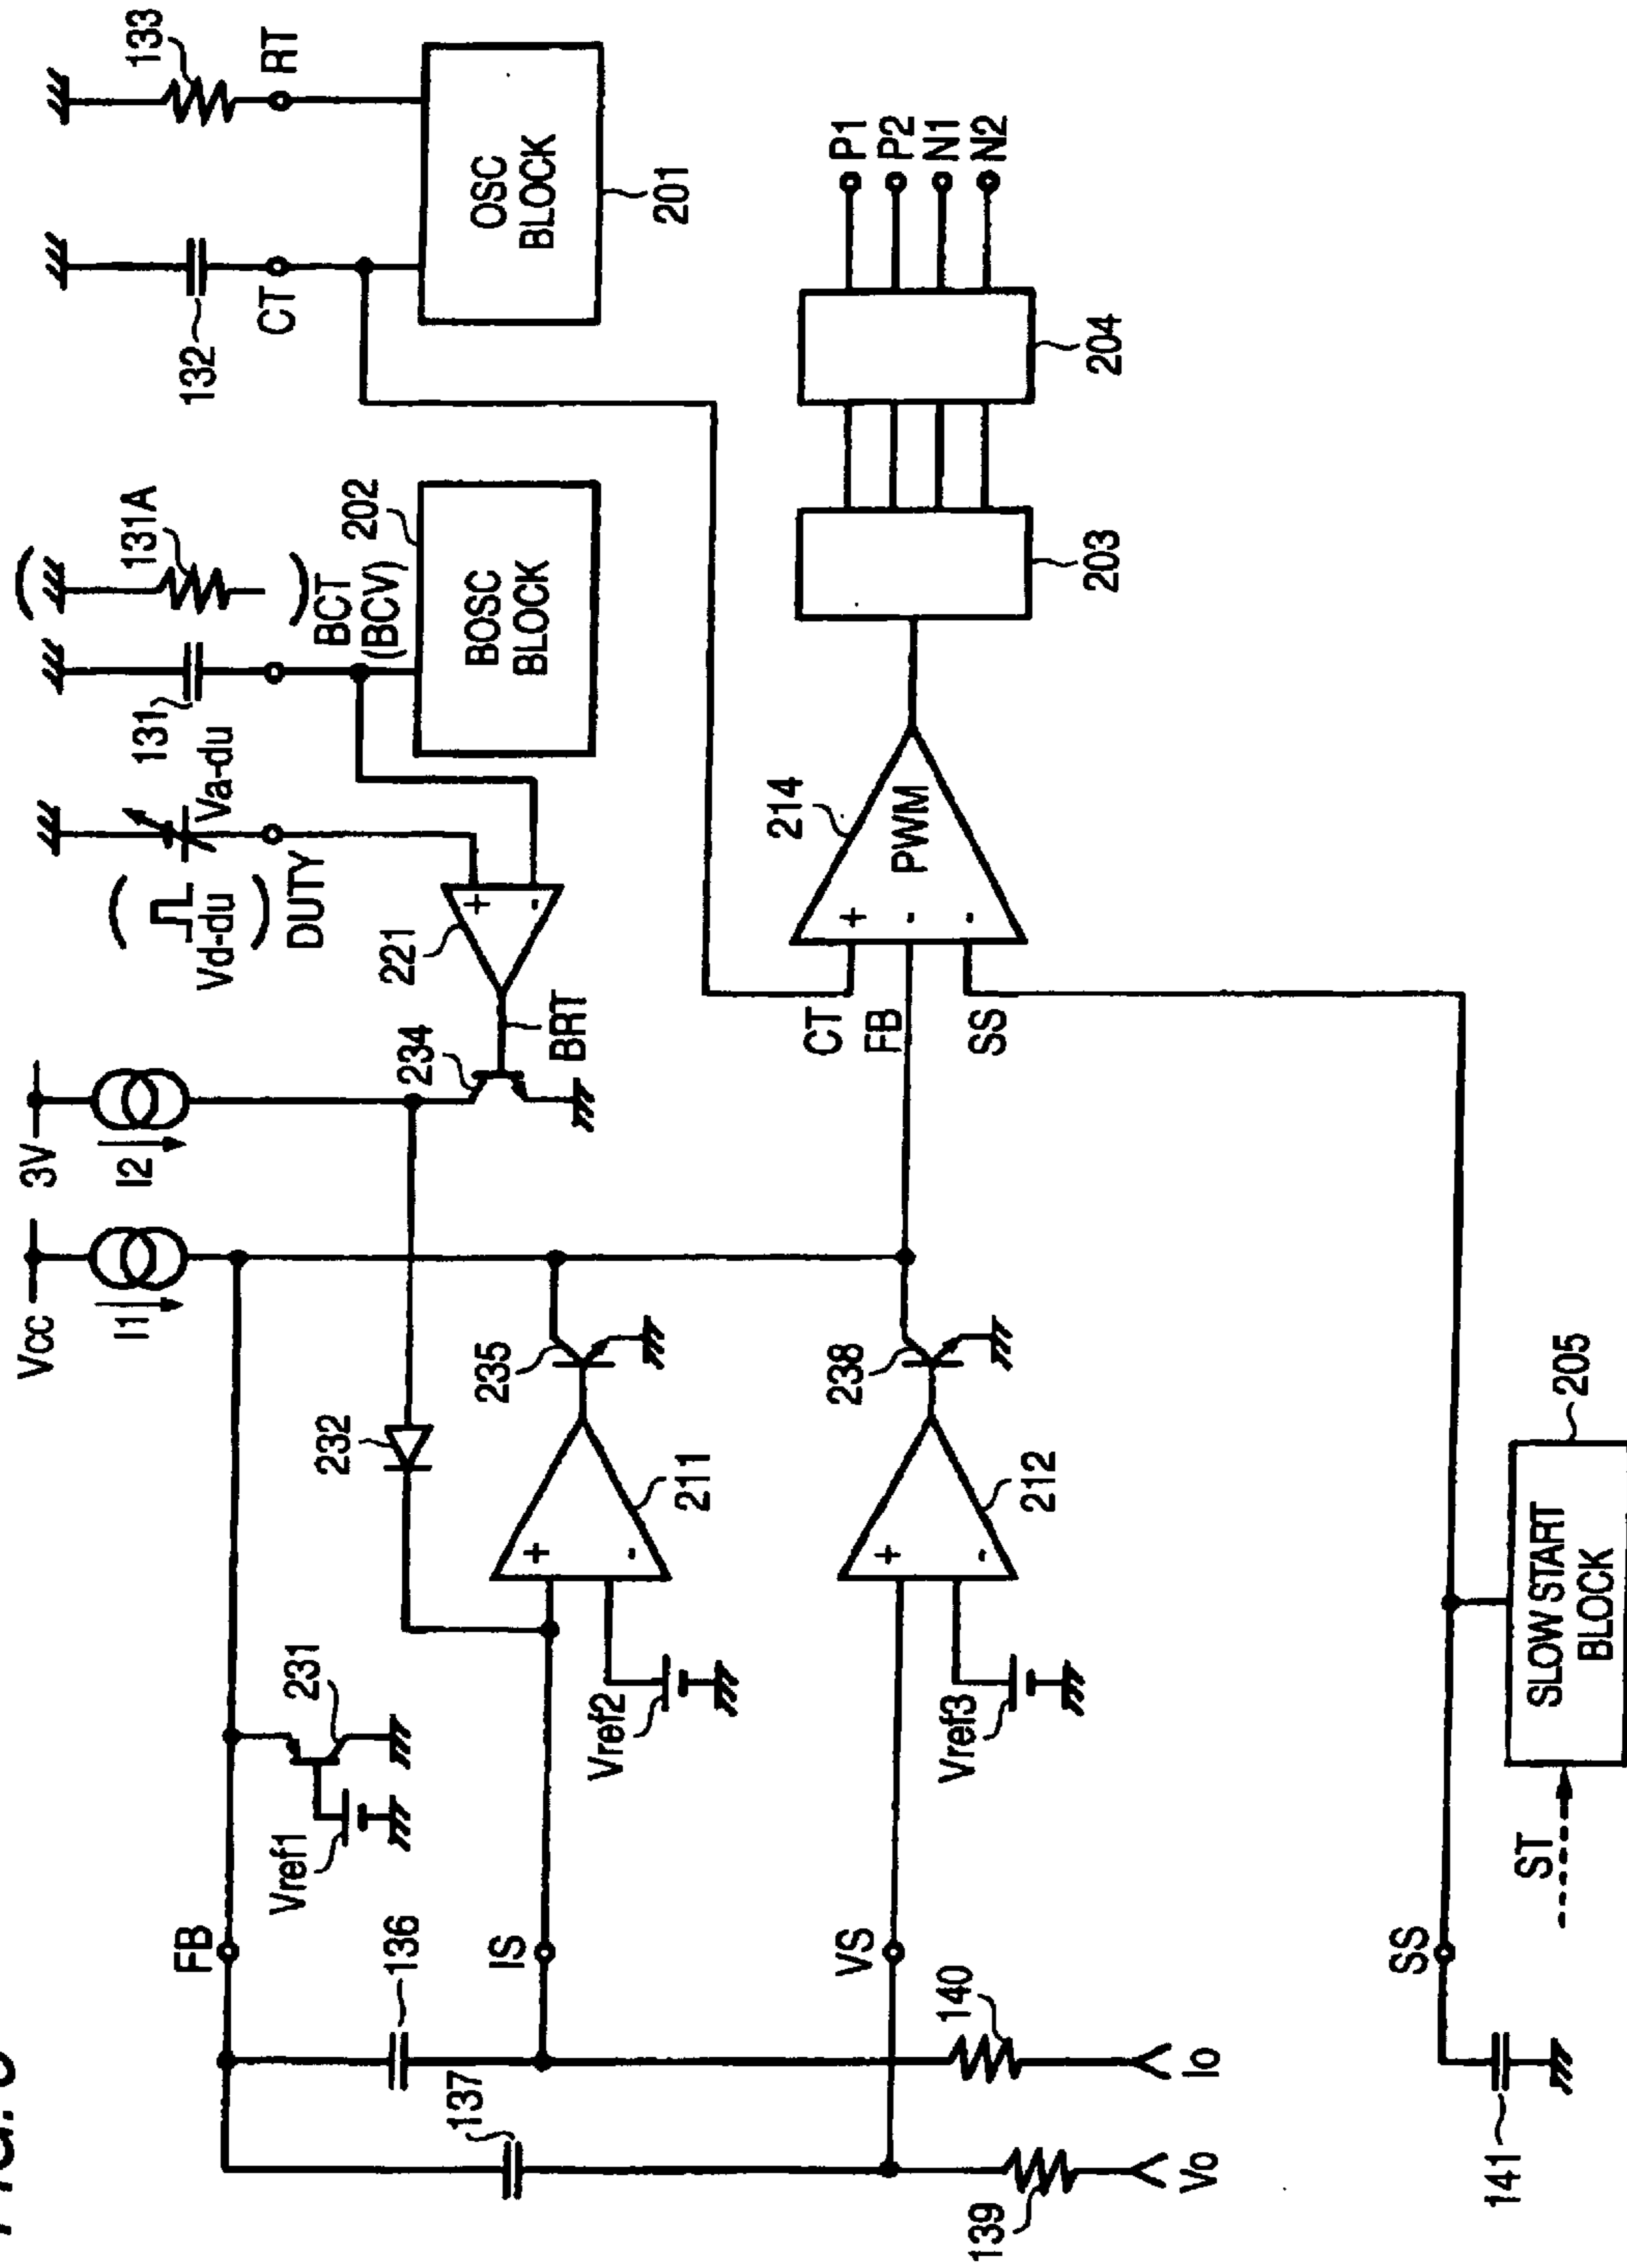 FIG. 3
Vcc
3V
I1
I2
FB
Vref1
231
232
234
BRT
221
+
-
(
Vd-du
)
DUTY
Va-du
131
(
131A
)
BCT
(BCV)
202
BOSC
BLOCK
132
CT
133
RT
OSC
BLOCK
201
136
IS
+
-
211
235
Vref2
137
VS
+
-
212
238
Vref3
140
Io
139
Vo
CT
FB
SS
+
-
-
PWM
214
203
204
P1
P2
N1
N2
SS
141
ST
SLOW START
BLOCK
205